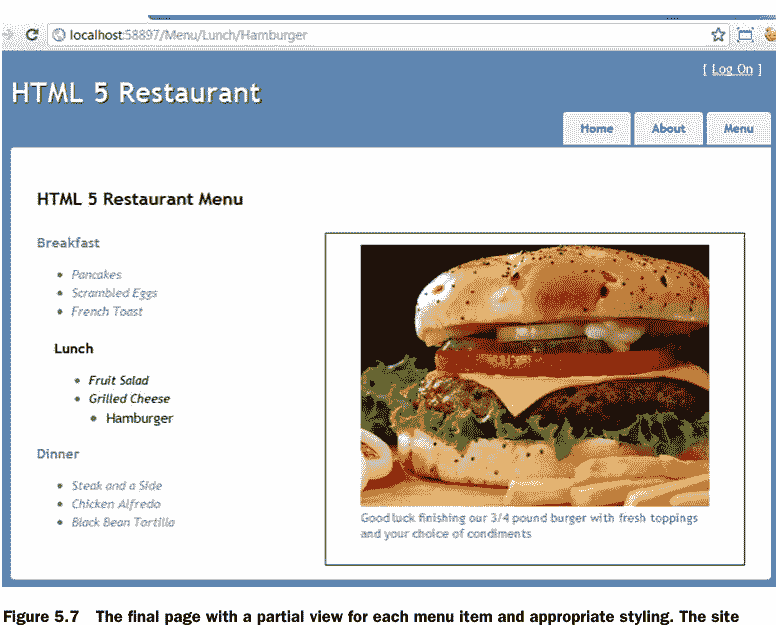 localhost:58897/Menu/Lunch/Hamburger
[ Log On ]
HTML 5 Restaurant
Home About Menu
HTML 5 Restaurant Menu
Breakfast
Pancakes
Scrambled Eggs
French Toast
Lunch
Fruit Salad
Grilled Cheese
Hamburger
Dinner
Steak and a Side
Chicken Alfredo
Black Bean Tortilla
Good luck finishing our 3/4 pound burger with fresh toppings
and your choice of condiments
Figure 5.7 The final page with a partial view for each menu item and appropriate styling. The site